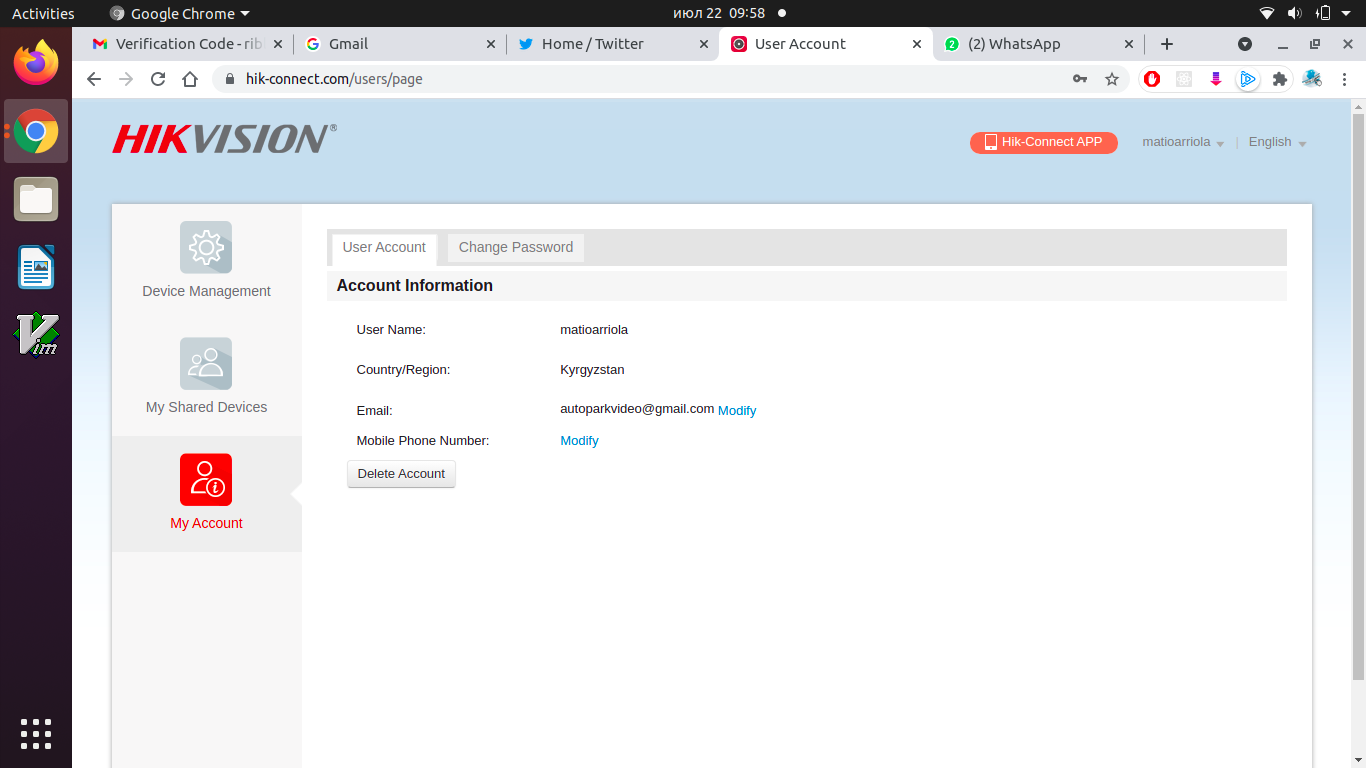 Activities Google Chrome июл 22 09:58
Verification Code - rib Gmail Home / Twitter User Account (2) WhatsApp
hik-connect.com/users/page
HIKVISION®
Hik-Connect APP matioarriola | English
User Account Change Password
Device Management
Account Information
User Name: matioarriola
Country/Region: Kyrgyzstan
My Shared Devices
Email: autoparkvideo@gmail.com Modify
Mobile Phone Number: Modify
Delete Account
My Account
Vim